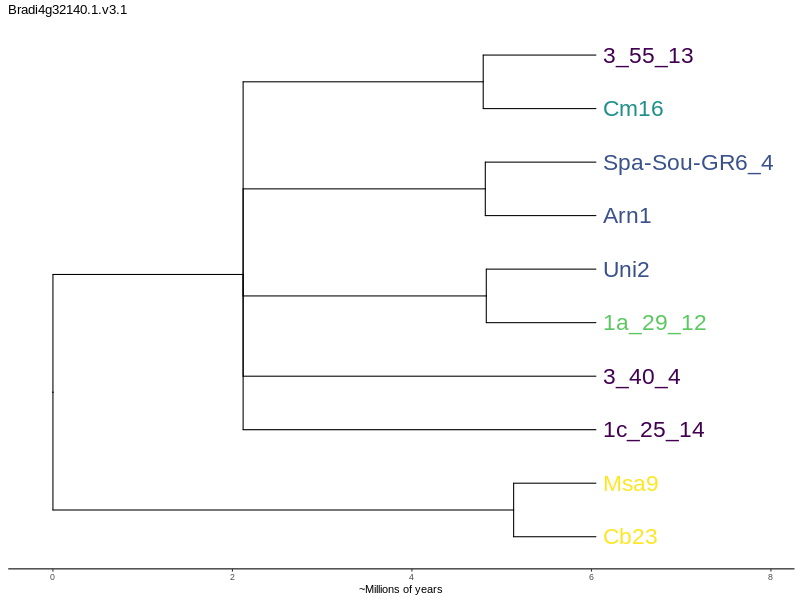 Bradi4g32140.1.v3.1
3_55_13
Cm16
Spa-Sou-GR6_4
Arn1
Uni2
1a_29_12
3_40_4
1c_25_14
Msa9
Cb23
0 2 4 6 8
~Millions of years